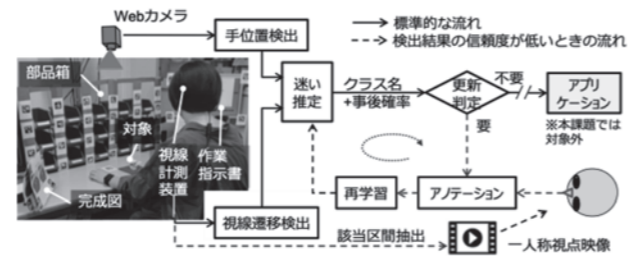 Webカメラ
手位置検出
標準的な流れ
検出結果の信頼度が低いときの流れ
部品箱
迷い
推定
クラス名
+事後確率
更新
判定
不要
アプリ
ケーション
※本課題では
対象外
対象
視線
計測
装置
作業
指示書
要
完成図
再学習
アノテーション
視線遷移検出
該当区間抽出
一人称視点映像